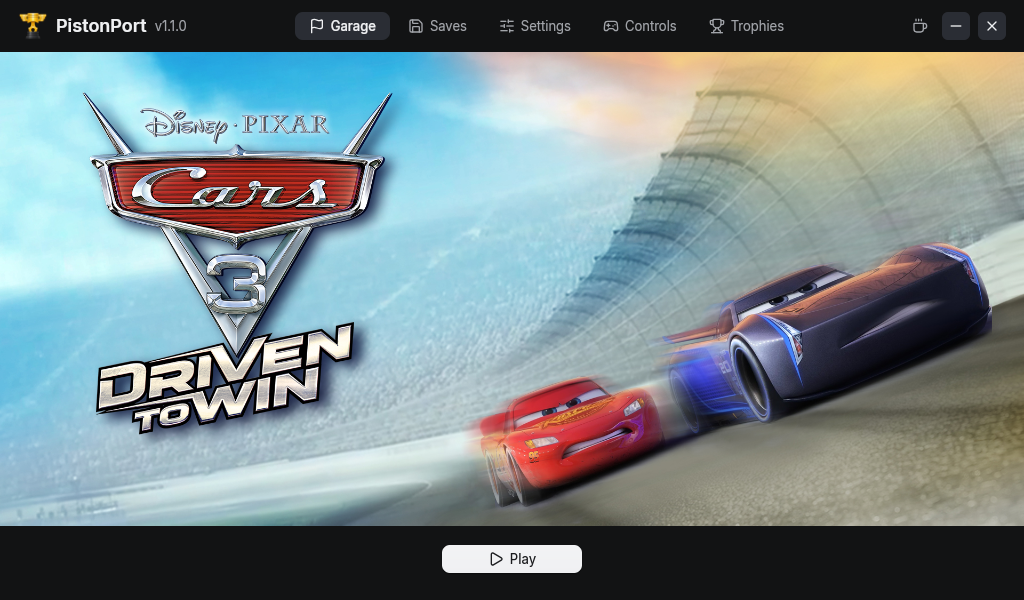 PistonPort v1.1.0
Garage
Saves
Settings
Controls
Trophies
Disney · PIXAR
Cars
3
DRIVEN
TO WIN
Play